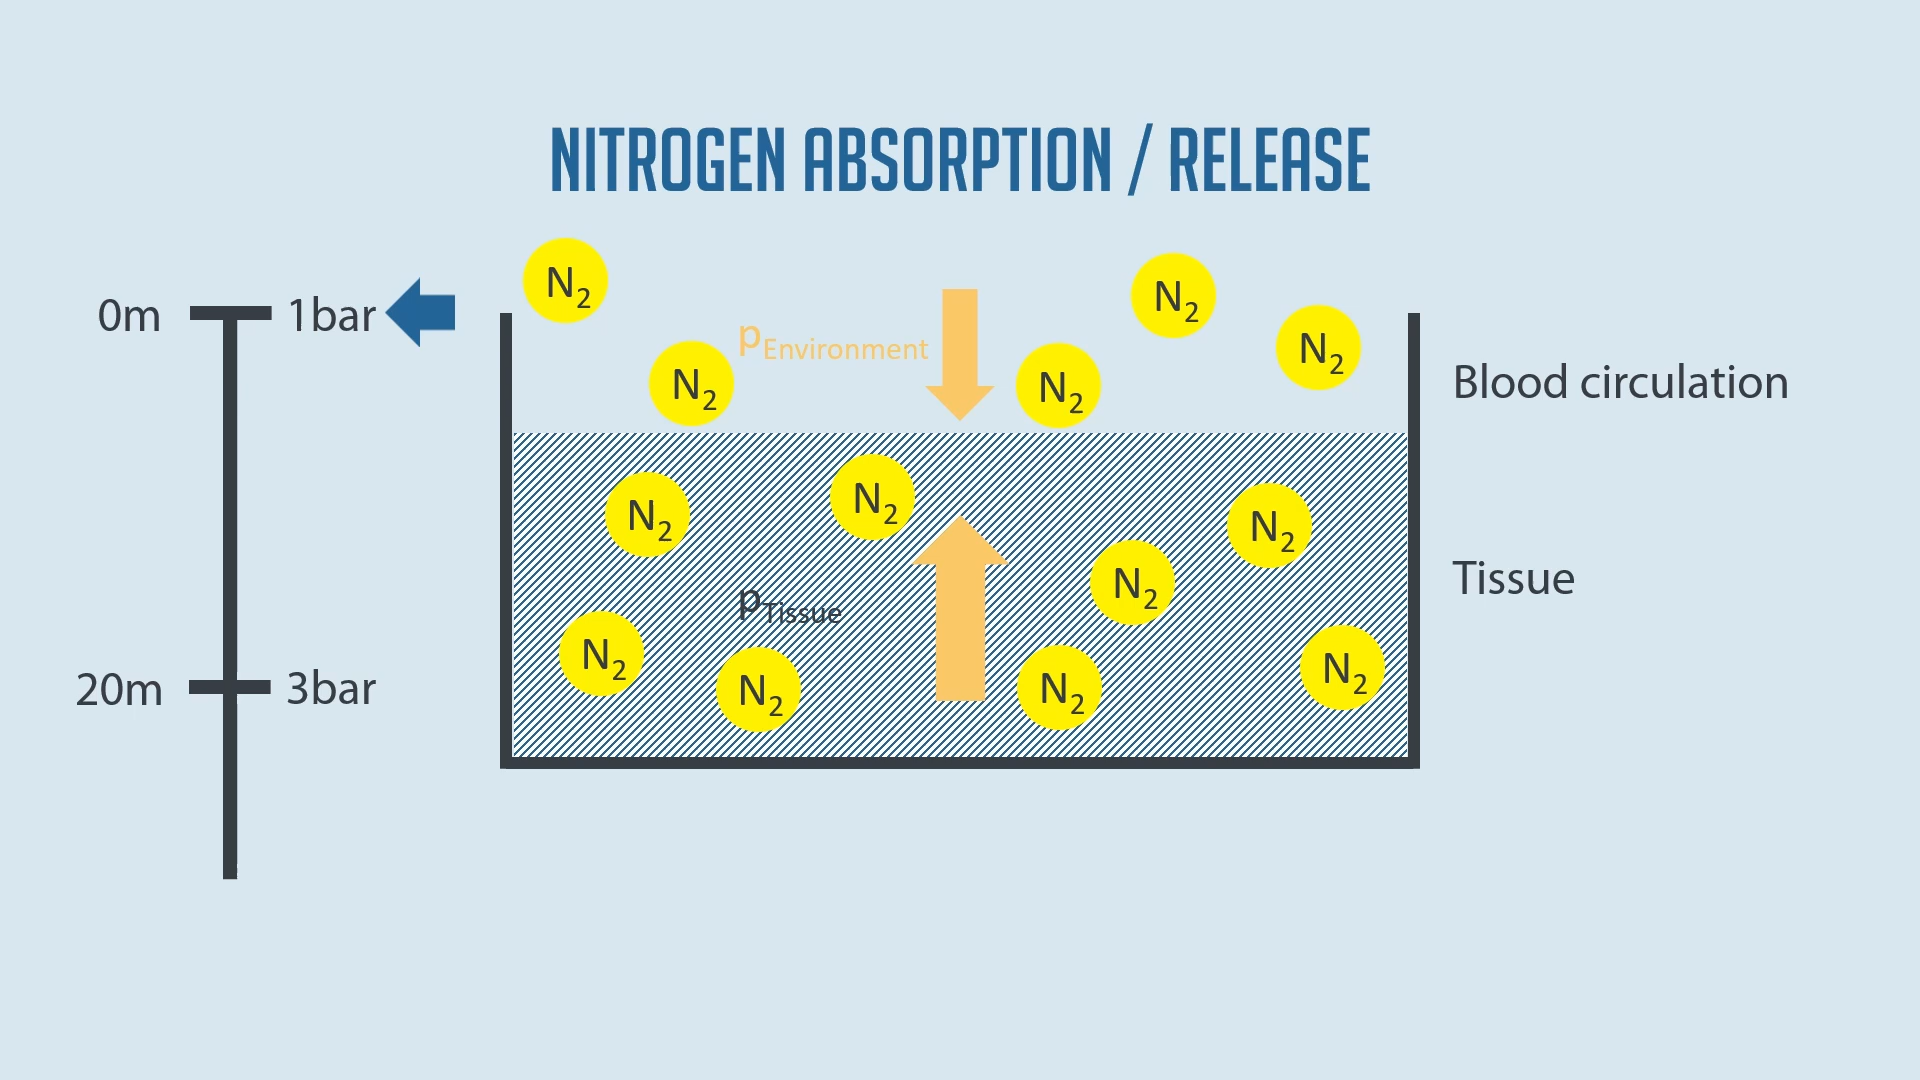 NITROGEN ABSORPTION / RELEASE
0m
1bar
20m
3bar
N₂
N₂
N₂
N₂
N₂
pEnvironment
Blood circulation
N₂
N₂
N₂
N₂
N₂
N₂
N₂
N₂
pTissue
Tissue